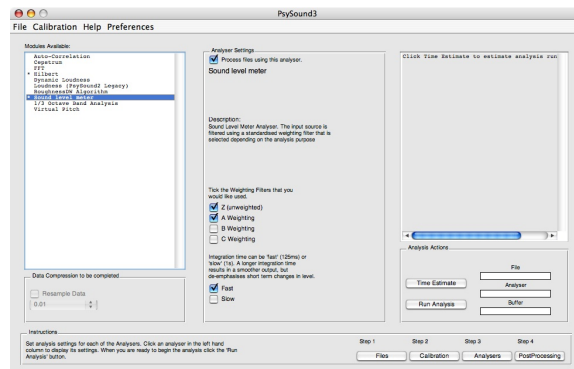 PsySound3
File Calibration Help Preferences
Modules Available:
Auto-Correlation
Cepstrum
FFT
* Hilbert
Dynamic Loudness
Loudness (PsySound2 Legacy)
RoughnessDW Algorithm
* Sound level meter
1/3 Octave Band Analysis
Virtual Pitch
Data Compression to be completed
Resample Data
0.01
Analyser Settings
Process files using this analyser.
Sound level meter
Description:
Sound Level Meter Analyser. The input source is
filtered using a standardised weighting filter that is
selected depending on the analysis purpose
Tick the Weighting Filters that you
would like used.
Z (unweighted)
A Weighting
B Weighting
C Weighting
Integration time can be 'fast' (125ms) or
'slow' (1s). A longer integration time
results in a smoother output, but
de-emphasises short term changes in level.
Fast
Slow
Click Time Estimate to estimate analysis run
Analysis Actions
Time Estimate
Run Analysis
File
Analyser
Buffer
Instructions
Set analysis settings for each of the Analysers. Click an analyser in the left hand
column to display its settings. When you are ready to begin the analysis click the 'Run
Analysis' button.
Step 1 Step 2 Step 3 Step 4
Files Calibration Analysers PostProcessing